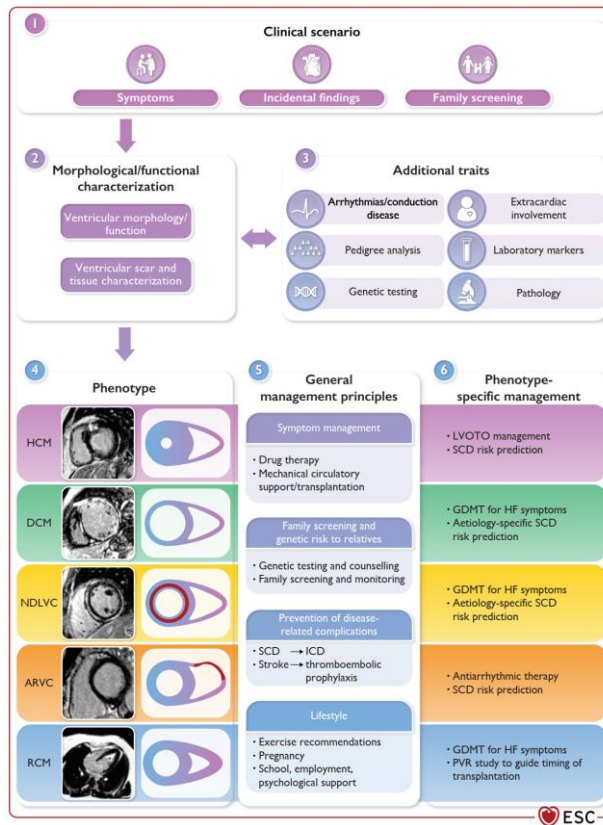 1
Clinical scenario
Symptoms
Incidental findings
Family screening
2
Morphological/functional
characterization
Ventricular morphology/
function
Ventricular scar and
tissue characterization
3
Additional traits
Arrhythmias/conduction
disease
Extracardiac
involvement
Pedigree analysis
Laboratory markers
Genetic testing
Pathology
4
Phenotype
HCM
DCM
NDLVC
ARVC
RCM
5
General
management principles
Symptom management
• Drug therapy
• Mechanical circulatory
support/transplantation
Family screening and
genetic risk to relatives
• Genetic testing and counselling
• Family screening and monitoring
Prevention of disease-
related complications
• SCD → ICD
• Stroke → thromboembolic
prophylaxis
Lifestyle
• Exercise recommendations
• Pregnancy
• School, employment,
psychological support
6
Phenotype-
specific management
• LVOTO management
• SCD risk prediction
• GDMT for HF symptoms
• Aetiology-specific SCD
risk prediction
• GDMT for HF symptoms
• Aetiology-specific SCD
risk prediction
• Antiarrhythmic therapy
• SCD risk prediction
• GDMT for HF symptoms
• PVR study to guide timing of
transplantation
ESC